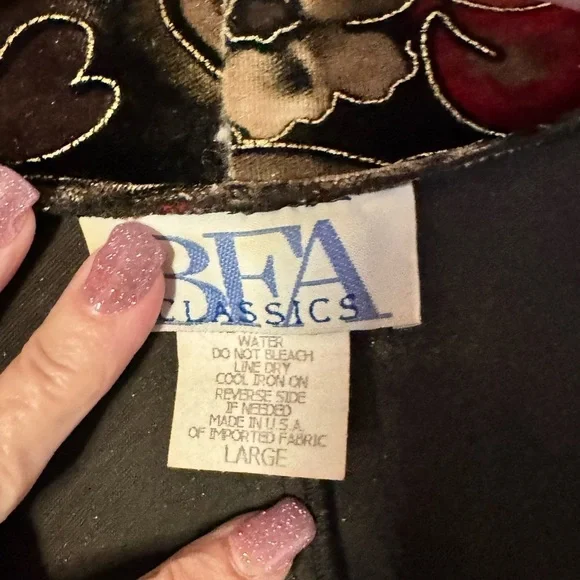 BFA
CLASSICS
WATER
DO NOT BLEACH
LINE DRY
COOL IRON ON
REVERSE SIDE
IF NEEDED
MADE IN U.S.A.
OF IMPORTED FABRIC
LARGE